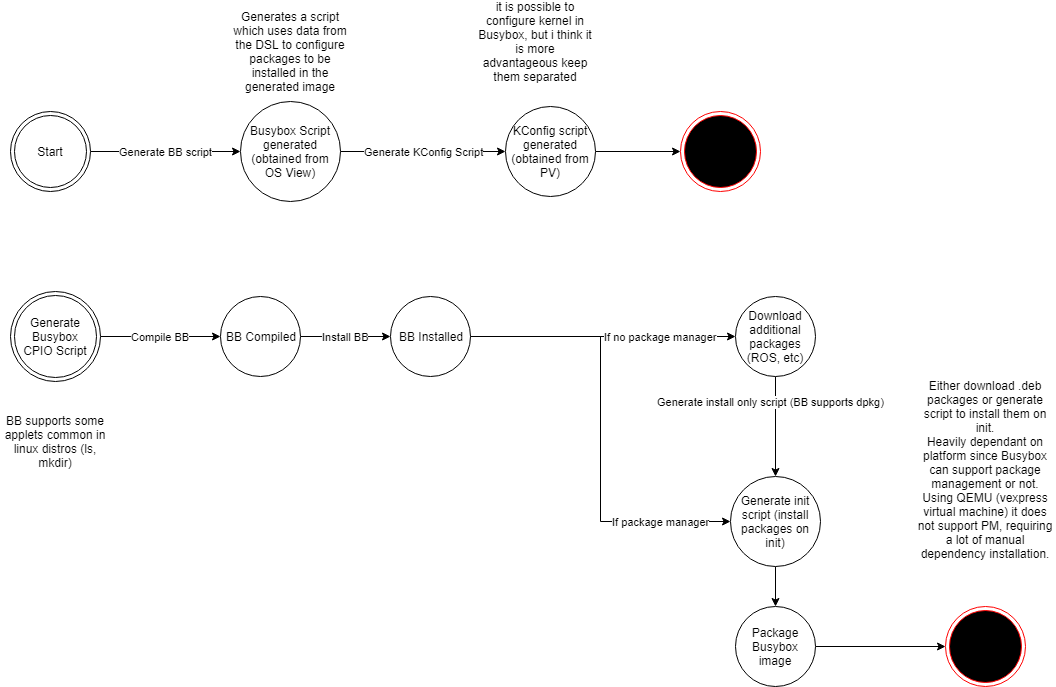 Generates a script
which uses data from
the DSL to configure
packages to be
installed in the
generated image
it is possible to
configure kernel in
Busybox, but i think it
is more
advantageous keep
them separated
Start
Generate BB script
Busybox Script
generated
(obtained from
OS View)
Generate KConfig Script
KConfig script
generated
(obtained from
PV)
Generate
Busybox
CPIO Script
Compile BB
BB Compiled
Install BB
BB Installed
If no package manager
Download
additional
packages
(ROS, etc)
BB supports some
applets common in
linux distros (ls,
mkdir)
Generate install only script (BB supports dpkg)
If package manager
Generate init
script (install
packages on
init)
Either download .deb
packages or generate
script to install them on
init.
Heavily dependant on
platform since Busybox
can support package
management or not.
Using QEMU (vexpress
virtual machine) it does
not support PM, requiring
a lot of manual
dependency installation.
Package
Busybox
image